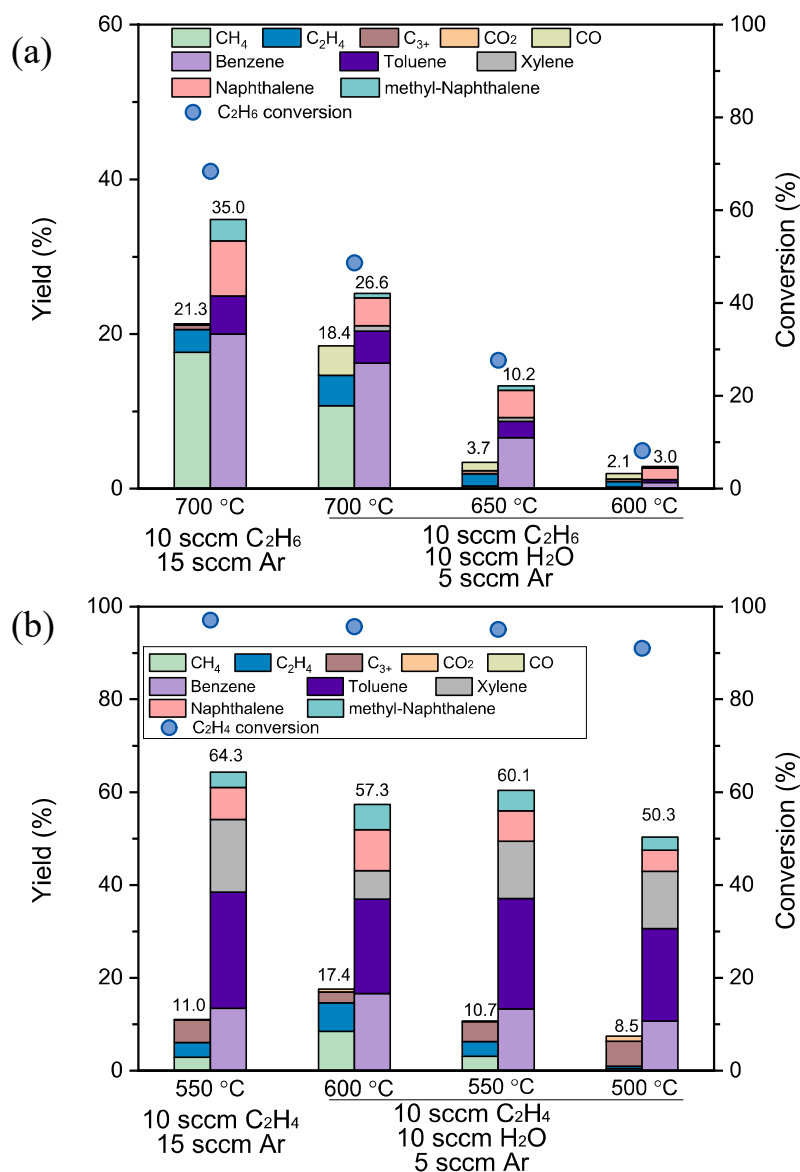 (a)
CH₄ C₂H₄ C₃₊ CO₂ CO
Benzene Toluene Xylene
Naphthalene methyl-Naphthalene
C₂H₆ conversion
Yield (%)
60
40
20
0
Conversion (%)
100
80
60
40
20
0
21.3
35.0
18.4
26.6
3.7
10.2
2.1
3.0
700 °C 700 °C 650 °C 600 °C
10 sccm C₂H₆
15 sccm Ar
10 sccm C₂H₆
10 sccm H₂O
5 sccm Ar
(b)
CH₄ C₂H₄ C₃₊ CO₂ CO
Benzene Toluene Xylene
Naphthalene methyl-Naphthalene
C₂H₄ conversion
Yield (%)
100
80
60
40
20
0
Conversion (%)
100
80
60
40
20
0
11.0
64.3
17.4
57.3
10.7
60.1
8.5
50.3
550 °C 600 °C 550 °C 500 °C
10 sccm C₂H₄
15 sccm Ar
10 sccm C₂H₄
10 sccm H₂O
5 sccm Ar